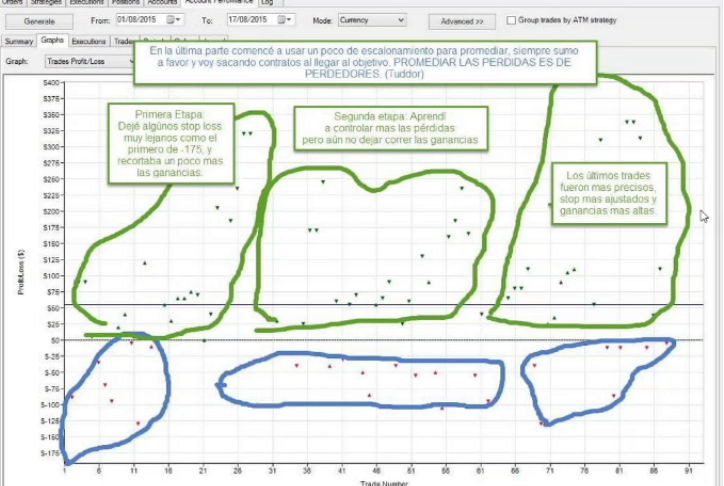 Orders Strategies Executions Positions Accounts Account Performance Log
Generate From: 01/08/2015 To: 17/08/2015 Mode: Currency Advanced >> Group trades by ATM strategy
Summary Graphs Executions Trades
Graph: Trades Profit/Loss
En la última parte comencé a usar un poco de escalonamiento para promediar, siempre sumo
a favor y voy sacando contratos al llegar al objetivo. PROMEDIAR LAS PERDIDAS ES DE
PERDEDORES. (Tuddor)
Primera Etapa:
Dejé algúnos stop loss
muy lejanos como el
primero de -175, y
recortaba un poco mas
las ganancias.
Segunda etapa: Aprendí
a controlar mas las pérdidas
pero aún no dejar correr las ganancias
Los últimos trades
fueron mas precisos,
stop mas ajustados y
ganancias mas altas.
Profit/Loss ($)
$400
$375
$350
$325
$300
$275
$250
$225
$200
$175
$150
$125
$100
$75
$50
$25
$0
$-25
$-50
$-75
$-100
$-125
$-150
$-175
1 6 11 16 21 26 31 36 41 46 51 56 61 66 71 76 81 86 91
Trade Number